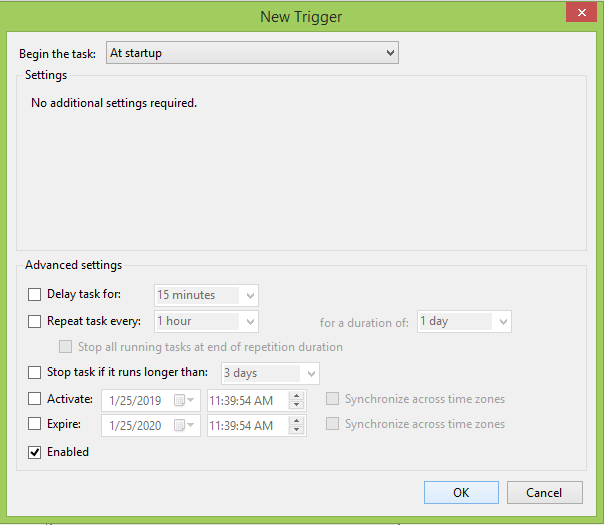 New Trigger
Begin the task: At startup
Settings
No additional settings required.
Advanced settings
Delay task for: 15 minutes
Repeat task every: 1 hour for a duration of: 1 day
Stop all running tasks at end of repetition duration
Stop task if it runs longer than: 3 days
Activate: 1/25/2019 11:39:54 AM Synchronize across time zones
Expire: 1/25/2020 11:39:54 AM Synchronize across time zones
Enabled
OK Cancel